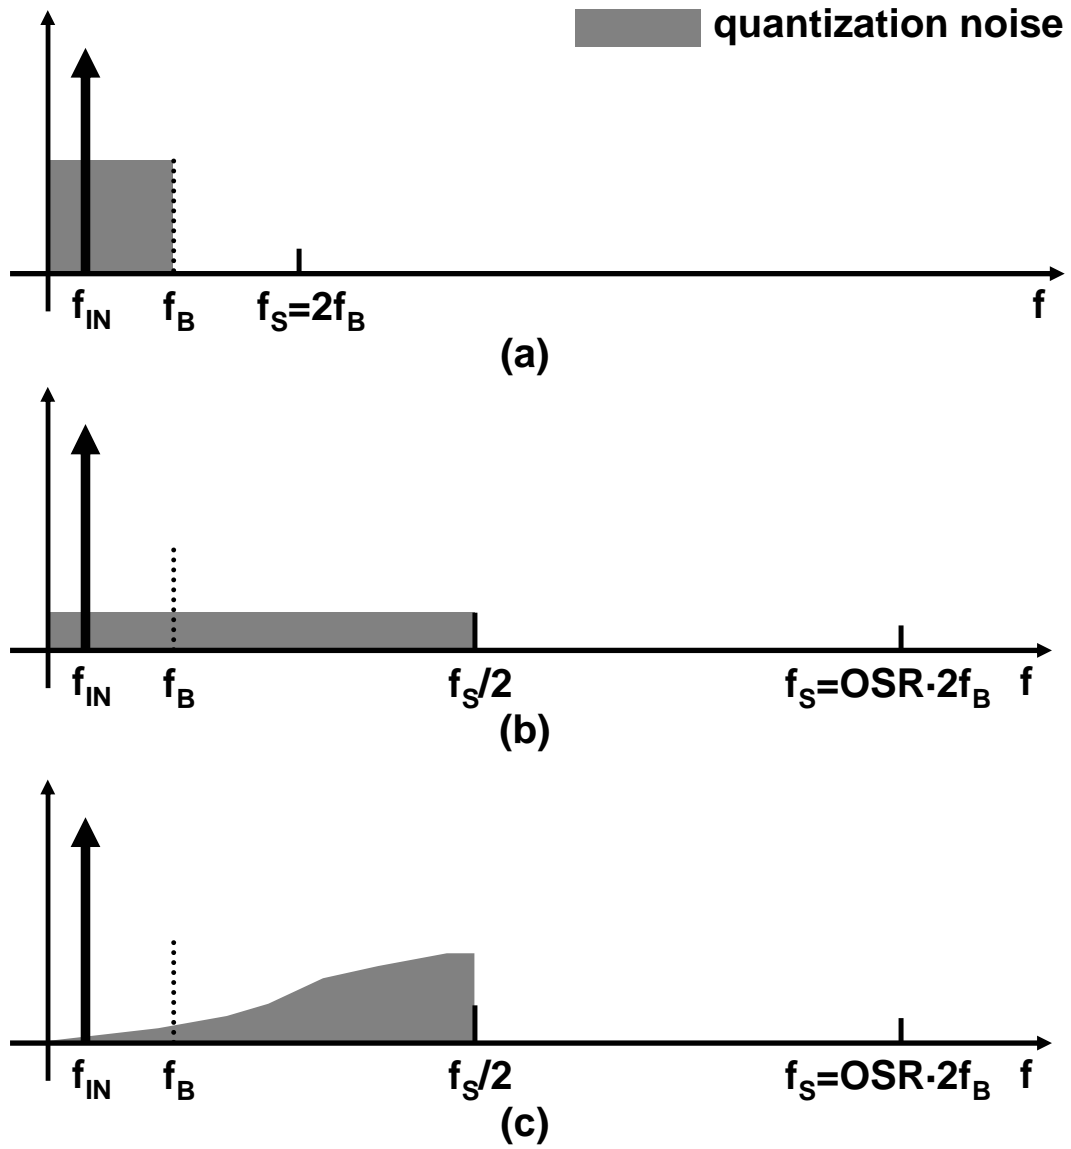 quantization noise
f_IN f_B f_S=2f_B f
(a)
f_IN f_B f_S/2 f_S=OSR·2f_B f
(b)
f_IN f_B f_S/2 f_S=OSR·2f_B f
(c)